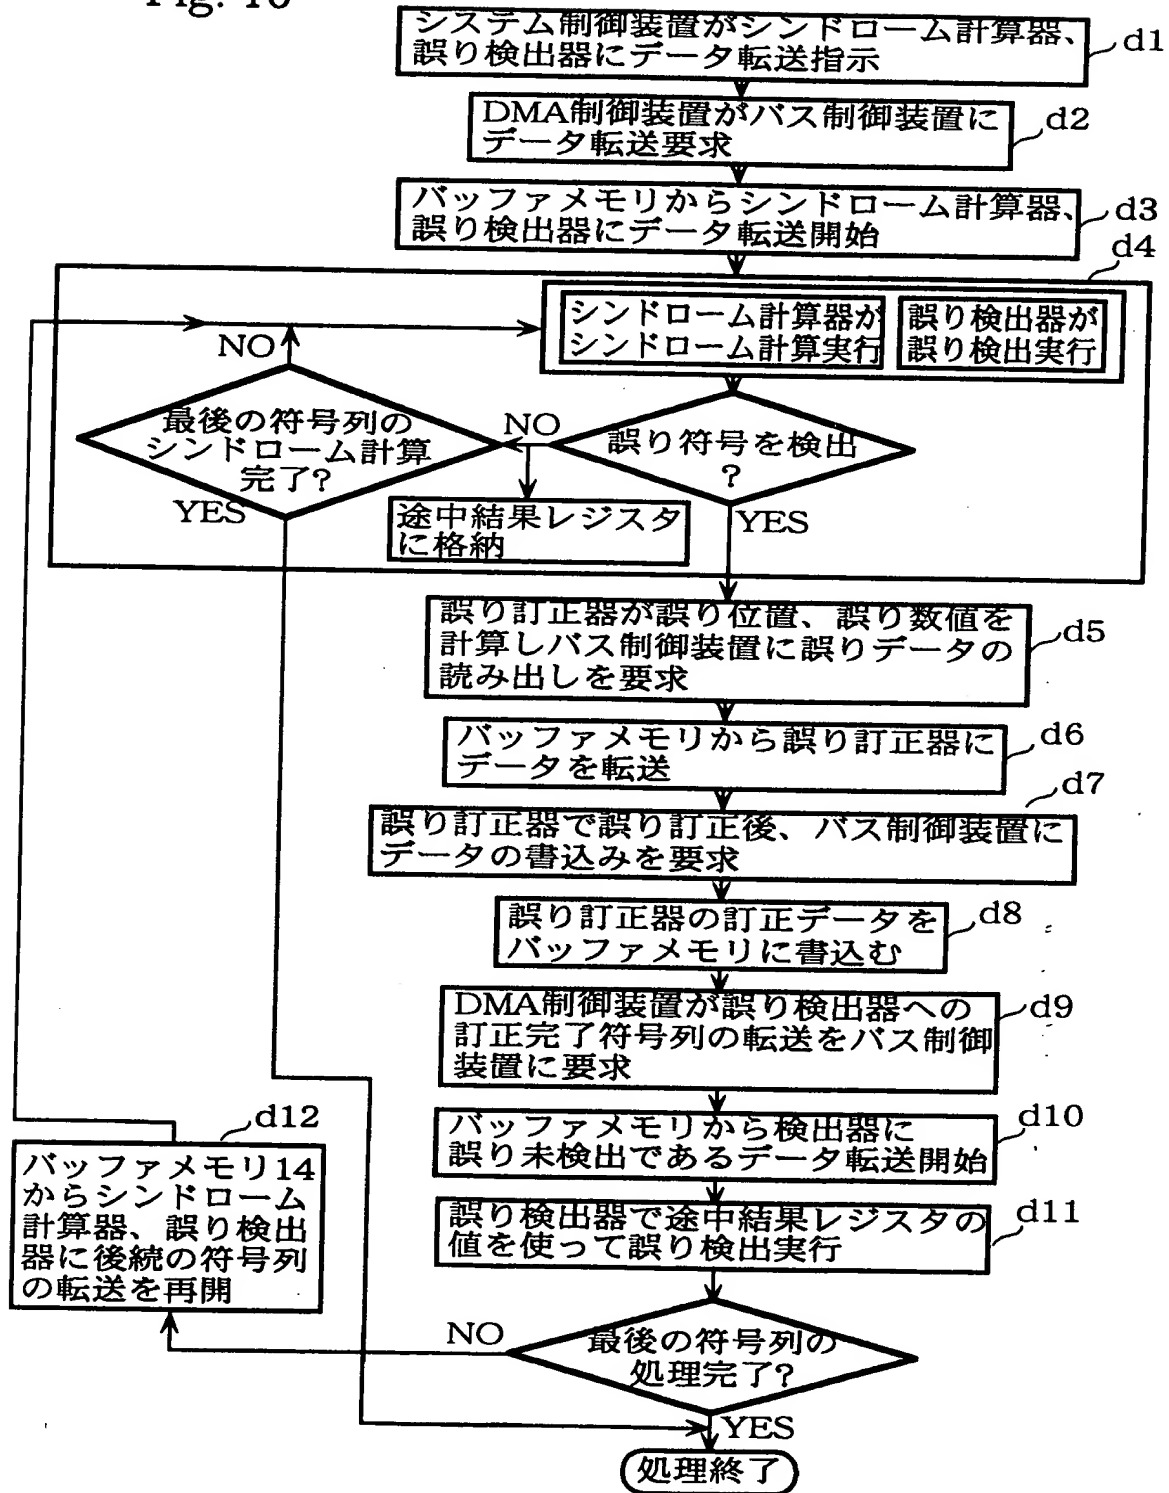 Fig. 10
システム制御装置がシンドローム計算器、
誤り検出器にデータ転送指示
d1
DMA制御装置がバス制御装置に
データ転送要求
d2
バッファメモリからシンドローム計算器、
誤り検出器にデータ転送開始
d3
d4
シンドローム計算器が
シンドローム計算実行
誤り検出器が
誤り検出実行
NO
最後の符号列の
シンドローム計算
完了?
NO
誤り符号を検出
?
YES
途中結果レジスタ
に格納
YES
誤り訂正器が誤り位置、誤り数値を
計算しバス制御装置に誤りデータの
読み出しを要求
d5
バッファメモリから誤り訂正器に
データを転送
d6
d7
誤り訂正器で誤り訂正後、バス制御装置に
データの書込みを要求
誤り訂正器の訂正データを
バッファメモリに書込む
d8
DMA制御装置が誤り検出器への
訂正完了符号列の転送をバス制御
装置に要求
d9
バッファメモリから検出器に
誤り未検出であるデータ転送開始
d10
d12
バッファメモリ14
からシンドローム
計算器、誤り検出
器に後続の符号列
の転送を再開
誤り検出器で途中結果レジスタの
値を使って誤り検出実行
d11
NO
最後の符号列の
処理完了?
YES
処理終了